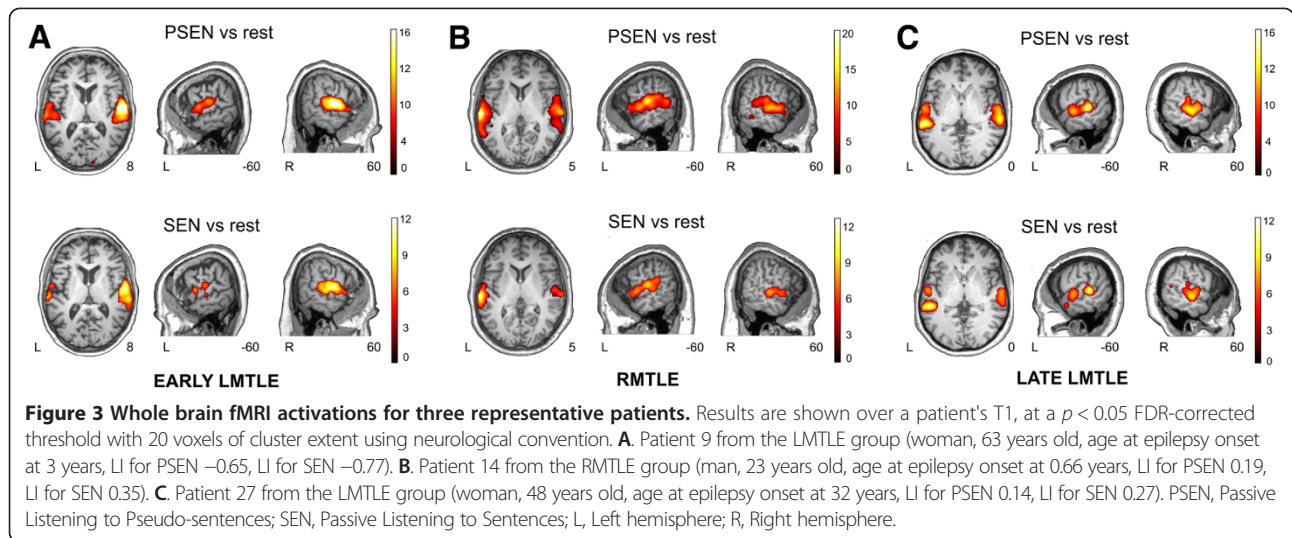 A
PSEN vs rest
16
14
10
6
4
0
L
8
L
-60
R
60
B
PSEN vs rest
20
15
10
5
0
L
5
L
-60
R
60
C
PSEN vs rest
16
12
8
4
0
L
0
L
-60
R
60
SEN vs rest
12
9
6
3
0
L
8
L
-60
R
60
EARLY LMTLE
SEN vs rest
12
9
6
3
0
L
5
L
-60
R
60
RMTLE
SEN vs rest
12
9
6
3
0
L
0
L
-60
R
60
LATE LMTLE
Figure 3 Whole brain fMRI activations for three representative patients. Results are shown over a patient's T1, at a p < 0.05 FDR-corrected
threshold with 20 voxels of cluster extent using neurological convention. A. Patient 9 from the LMTLE group (woman, 63 years old, age at epilepsy onset
at 3 years, LI for PSEN −0.65, LI for SEN −0.77). B. Patient 14 from the RMTLE group (man, 23 years old, age at epilepsy onset at 0.66 years, LI for PSEN 0.19,
LI for SEN 0.35). C. Patient 27 from the LMTLE group (woman, 48 years old, age at epilepsy onset at 32 years, LI for PSEN 0.14, LI for SEN 0.27). PSEN, Passive
Listening to Pseudo-sentences; SEN, Passive Listening to Sentences; L, Left hemisphere; R, Right hemisphere.